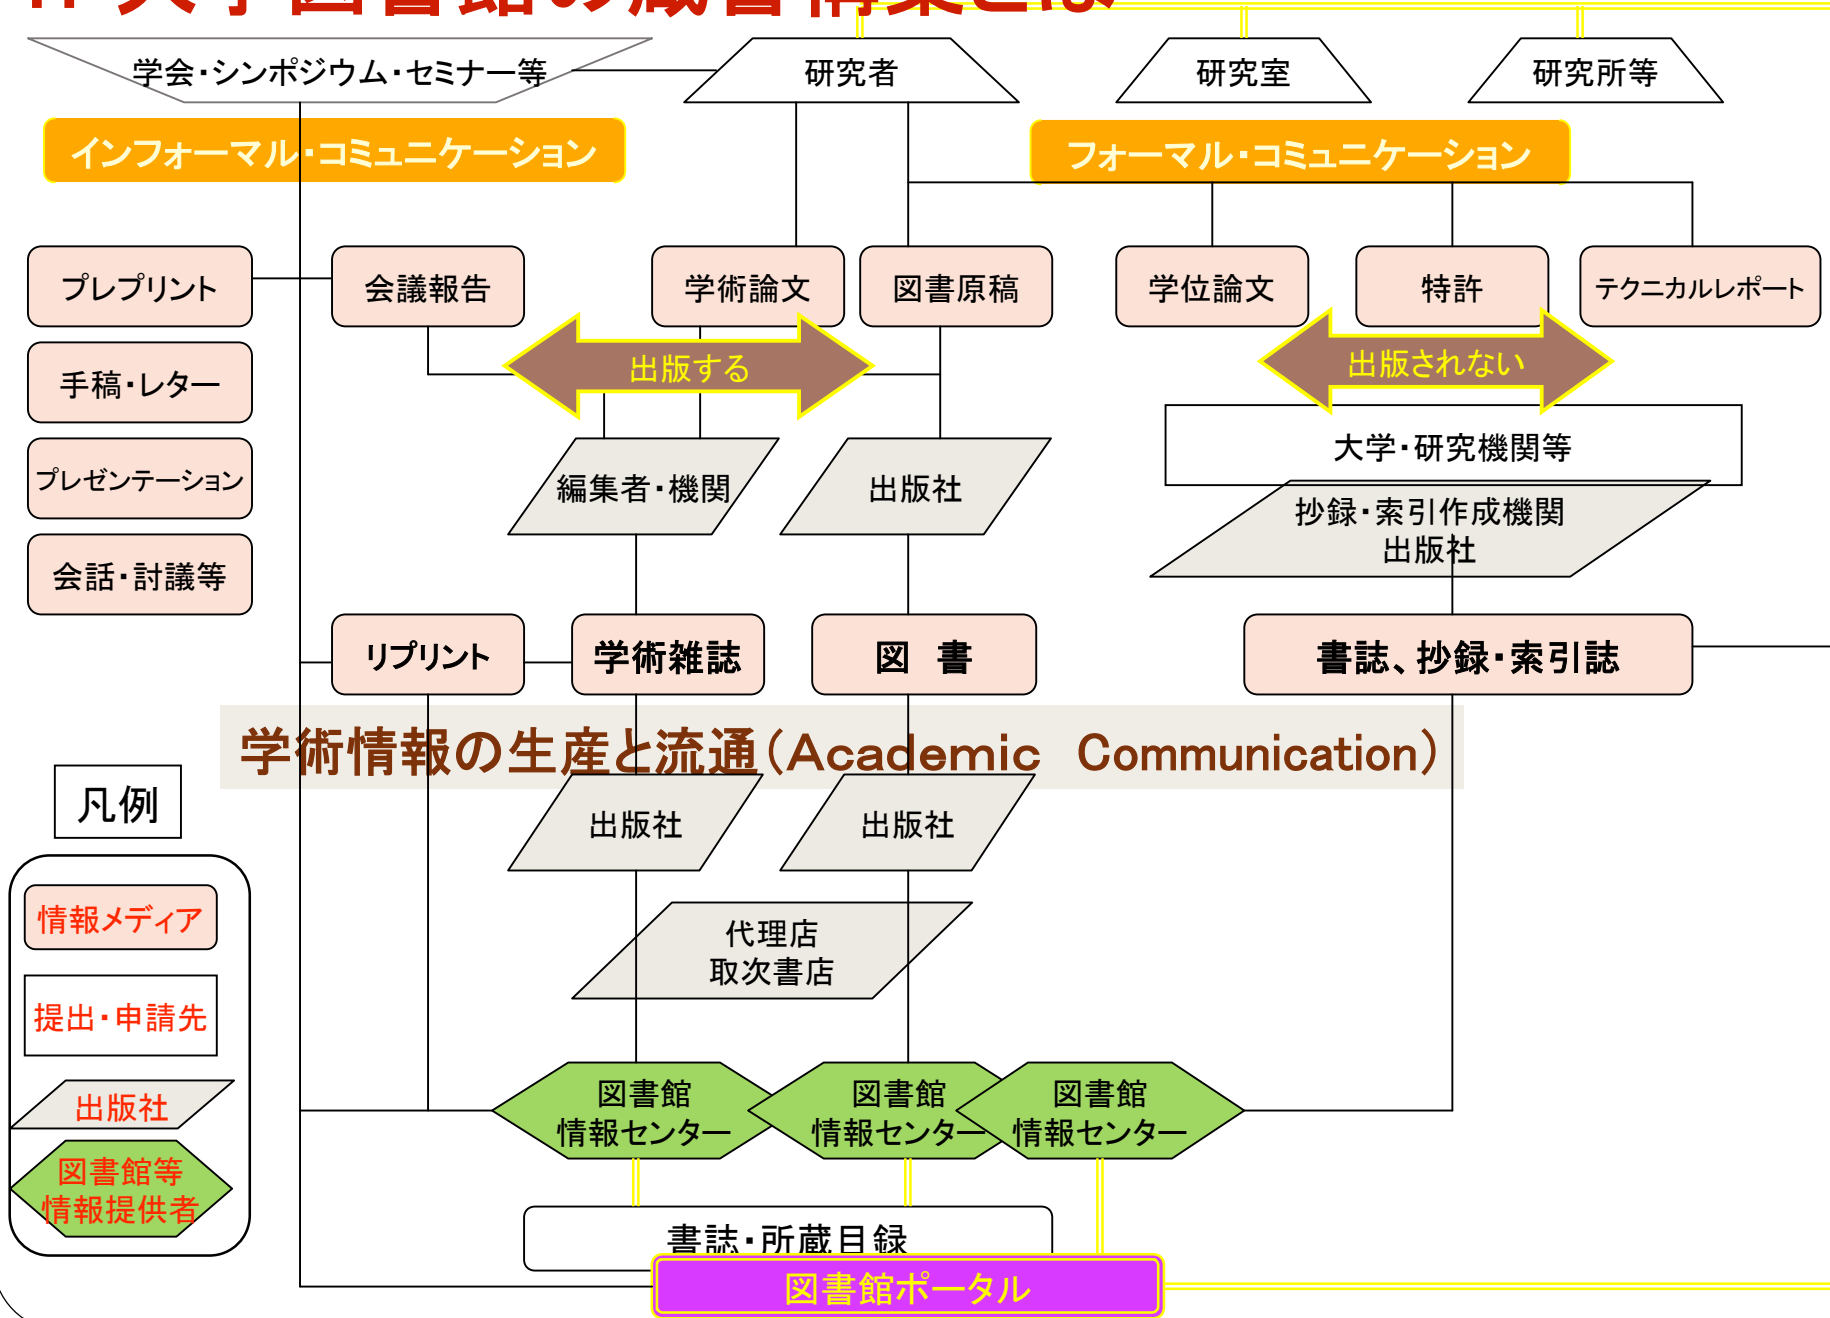 大学図書館の蔵書構築とは
学会・シンポジウム・セミナー等
研究者
研究室
研究所等
インフォーマル・コミュニケーション
フォーマル・コミュニケーション
プレプリント
会議報告
学術論文
図書原稿
学位論文
特許
テクニカルレポート
出版する
出版されない
手稿・レター
大学・研究機関等
プレゼンテーション
編集者・機関
出版社
抄録・索引作成機関
出版社
会話・討議等
リプリント
学術雑誌
図 書
書誌、抄録・索引誌
学術情報の生産と流通(Academic Communication)
凡例
出版社
出版社
情報メディア
代理店
取次書店
提出・申請先
出版社
図書館等
情報提供者
図書館
情報センター
図書館
情報センター
図書館
情報センター
書誌・所蔵目録
図書館ポータル